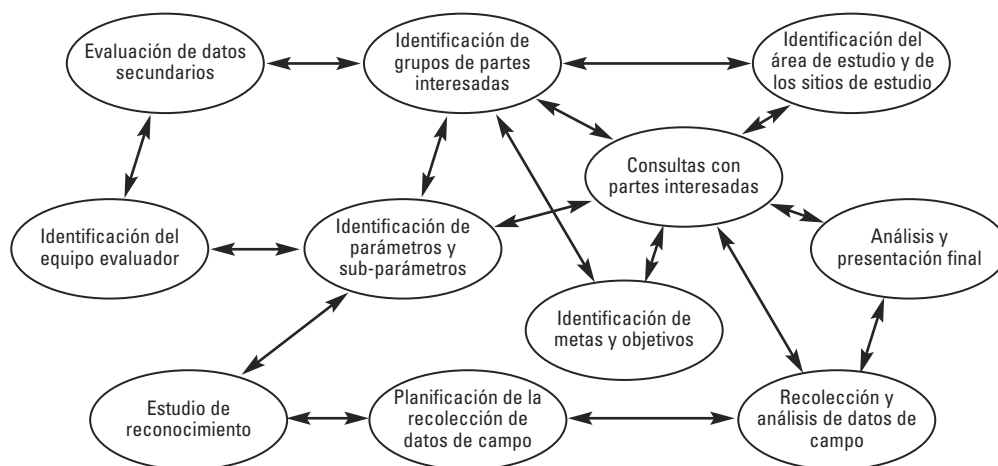 Evaluación de datos
secundarios
Identificación de
grupos de partes
interesadas
Identificación del
área de estudio y de
los sitios de estudio
Consultas con
partes interesadas
Identificación del
equipo evaluador
Identificación de
parámetros y
sub-parámetros
Análisis y
presentación final
Identificación de
metas y objetivos
Estudio de
reconocimiento
Planificación de la
recolección de
datos de campo
Recolección y
análisis de datos de
campo